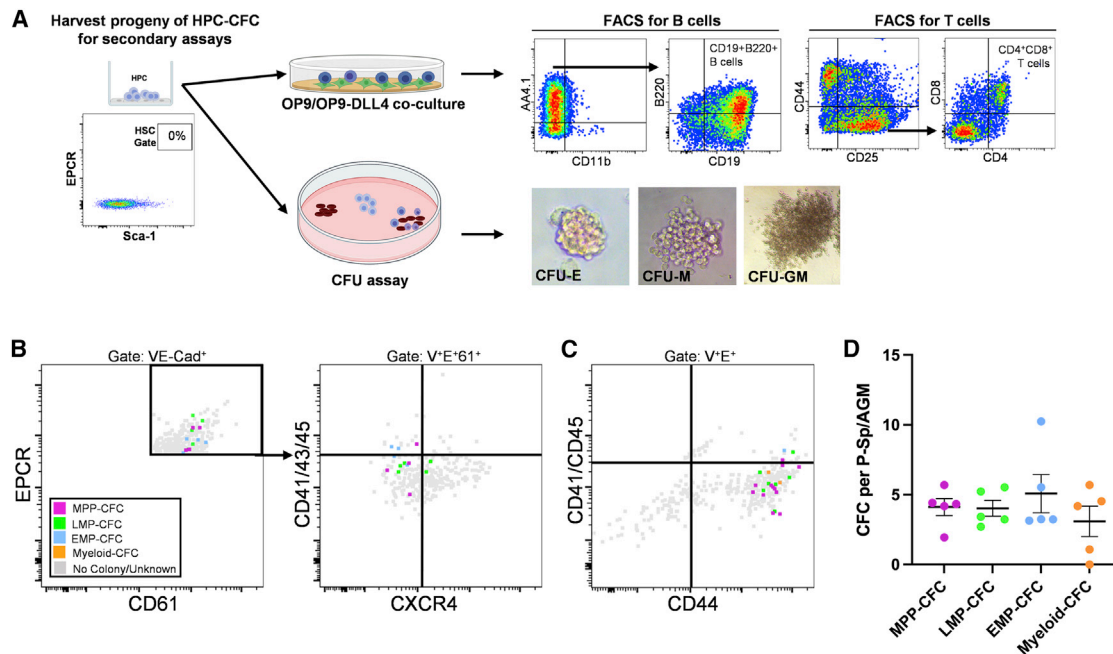 A
Harvest progeny of HPC-CFC
for secondary assays
HPC
HSC
Gate
0%
EPCR
Sca-1
OP9/OP9-DLL4 co-culture
CFU assay
FACS for B cells
AA4.1
CD11b
CD19+B220+
B cells
B220
CD19
FACS for T cells
CD44
CD25
CD4⁺CD8⁺
T cells
CD8
CD4
CFU-E
CFU-M
CFU-GM
B
Gate: VE-Cad⁺
EPCR
CD61
MPP-CFC
LMP-CFC
EMP-CFC
Myeloid-CFC
No Colony/Unknown
Gate: V⁺E⁺61⁺
CD41/43/45
CXCR4
C
Gate: V⁺E⁺
CD41/CD45
CD44
D
CFC per P-Sp/AGM
15
10
5
0
MPP-CFC
LMP-CFC
EMP-CFC
Myeloid-CFC